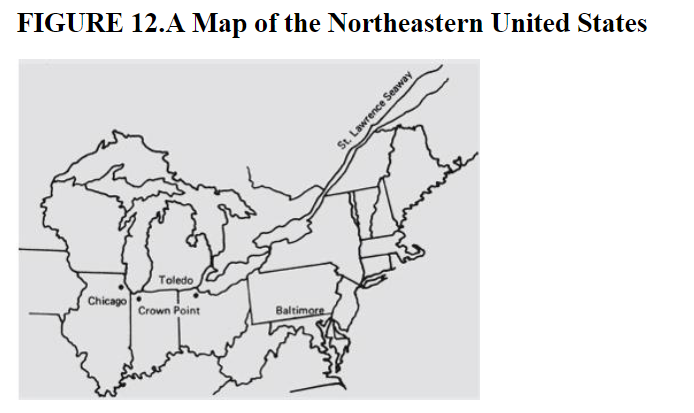 FIGURE 12.A Map of the Northeastern United States
St. Lawrence Seaway
Toledo
Chicago
Crown Point
Baltimore